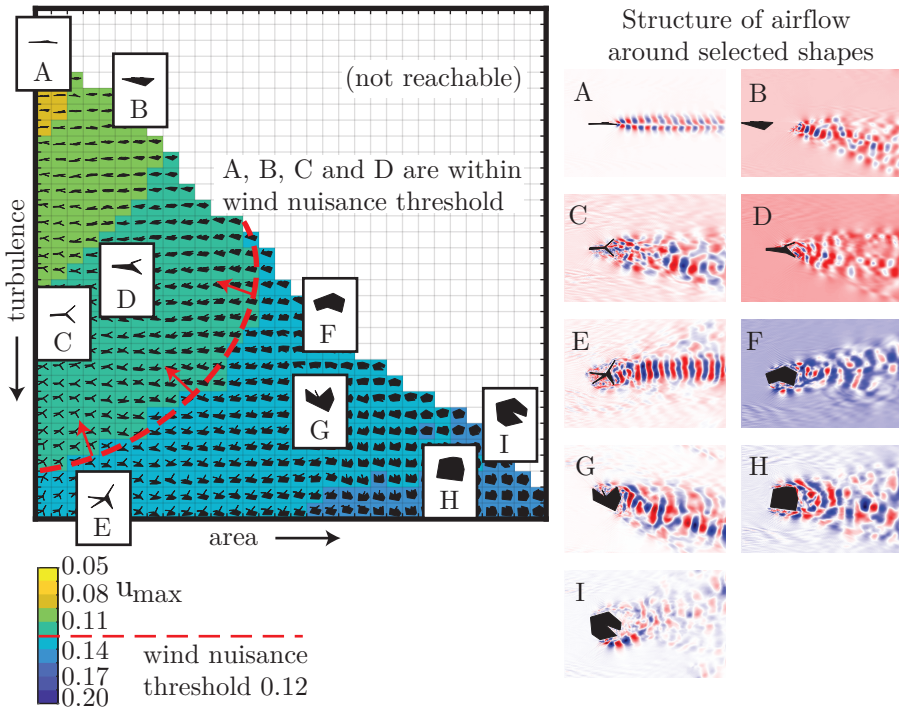 A
B
(not reachable)
A, B, C and D are within
wind nuisance threshold
turbulence
D
C
F
G
I
H
E
area
0.05
0.08
0.11
0.14
0.17
0.20
u_max
wind nuisance
threshold 0.12
Structure of airflow
around selected shapes
A
B
C
D
E
F
G
H
I